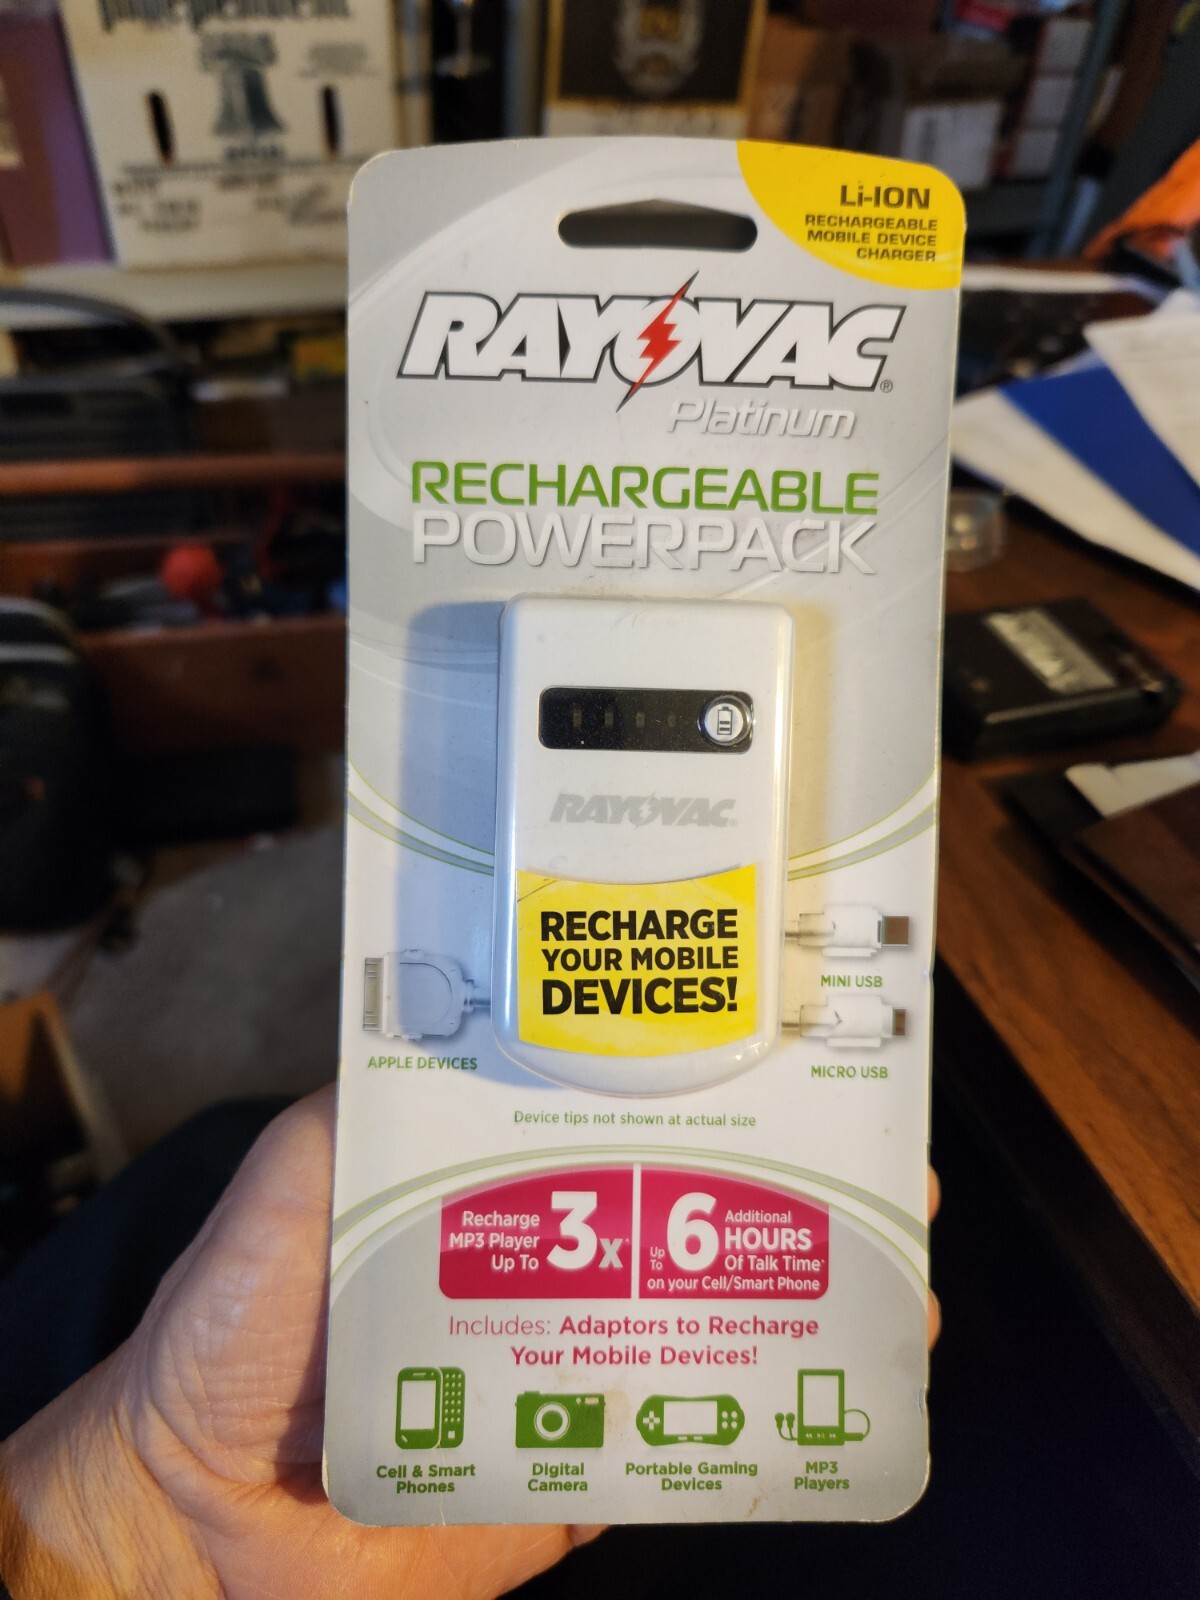 Independent
Li-ION
RECHARGEABLE
MOBILE DEVICE
CHARGER
RAYOVAC®
Platinum
RECHARGEABLE
POWERPACK
RAYOVAC
RECHARGE
YOUR MOBILE
DEVICES!
MINI USB
APPLE DEVICES
MICRO USB
Device tips not shown at actual size
Recharge
MP3 Player
Up To
3x^
Up
To
6
Additional
HOURS
Of Talk Time*
on your Cell/Smart Phone
Includes: Adaptors to Recharge
Your Mobile Devices!
Cell & Smart
Phones
Digital
Camera
Portable Gaming
Devices
MP3
Players